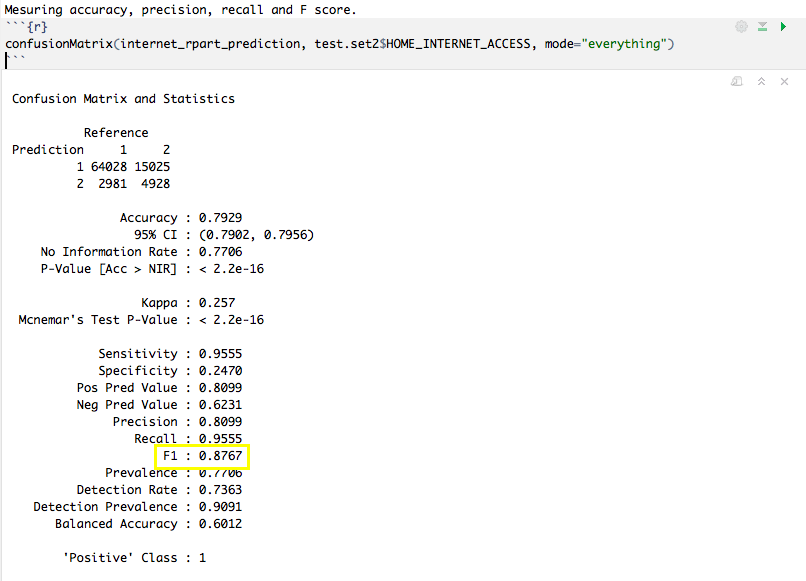 Mesuring accuracy, precision, recall and F score.
```{r}
confusionMatrix(internet_rpart_prediction, test.set2$HOME_INTERNET_ACCESS, mode="everything")
```
Confusion Matrix and Statistics
Reference
Prediction 1 2
1 64028 15025
2 2981 4928
Accuracy : 0.7929
95% CI : (0.7902, 0.7956)
No Information Rate : 0.7706
P-Value [Acc > NIR] : < 2.2e-16
Kappa : 0.257
Mcnemar's Test P-Value : < 2.2e-16
Sensitivity : 0.9555
Specificity : 0.2470
Pos Pred Value : 0.8099
Neg Pred Value : 0.6231
Precision : 0.8099
Recall : 0.9555
F1 : 0.8767
Prevalence : 0.7706
Detection Rate : 0.7363
Detection Prevalence : 0.9091
Balanced Accuracy : 0.6012
'Positive' Class : 1